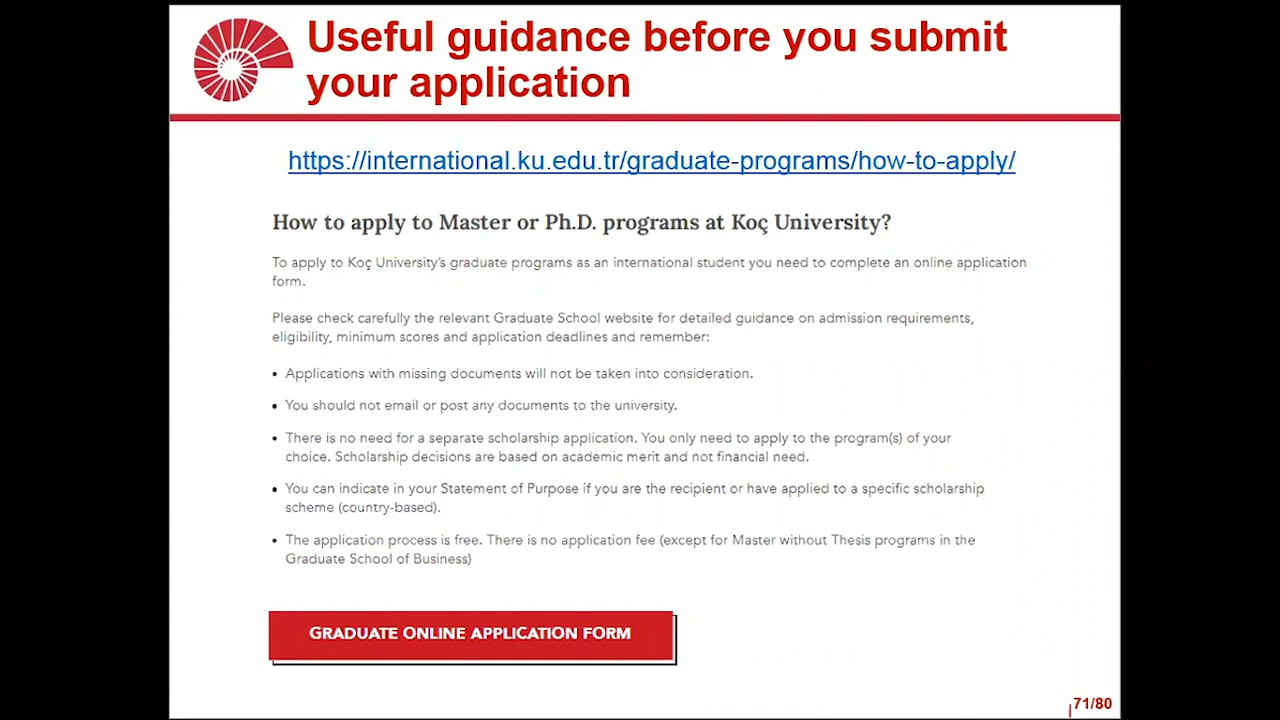 Useful guidance before you submit
your application
https://international.ku.edu.tr/graduate-programs/how-to-apply/
How to apply to Master or Ph.D. programs at Koç University?
To apply to Koç University's graduate programs as an international student you need to complete an online application
form.
Please check carefully the relevant Graduate School website for detailed guidance on admission requirements,
eligibility, minimum scores and application deadlines and remember:
• Applications with missing documents will not be taken into consideration.
• You should not email or post any documents to the university.
• There is no need for a separate scholarship application. You only need to apply to the program(s) of your
choice. Scholarship decisions are based on academic merit and not financial need.
• You can indicate in your Statement of Purpose if you are the recipient or have applied to a specific scholarship
scheme (country-based).
• The application process is free. There is no application fee (except for Master without Thesis programs in the
Graduate School of Business)
GRADUATE ONLINE APPLICATION FORM
71/80